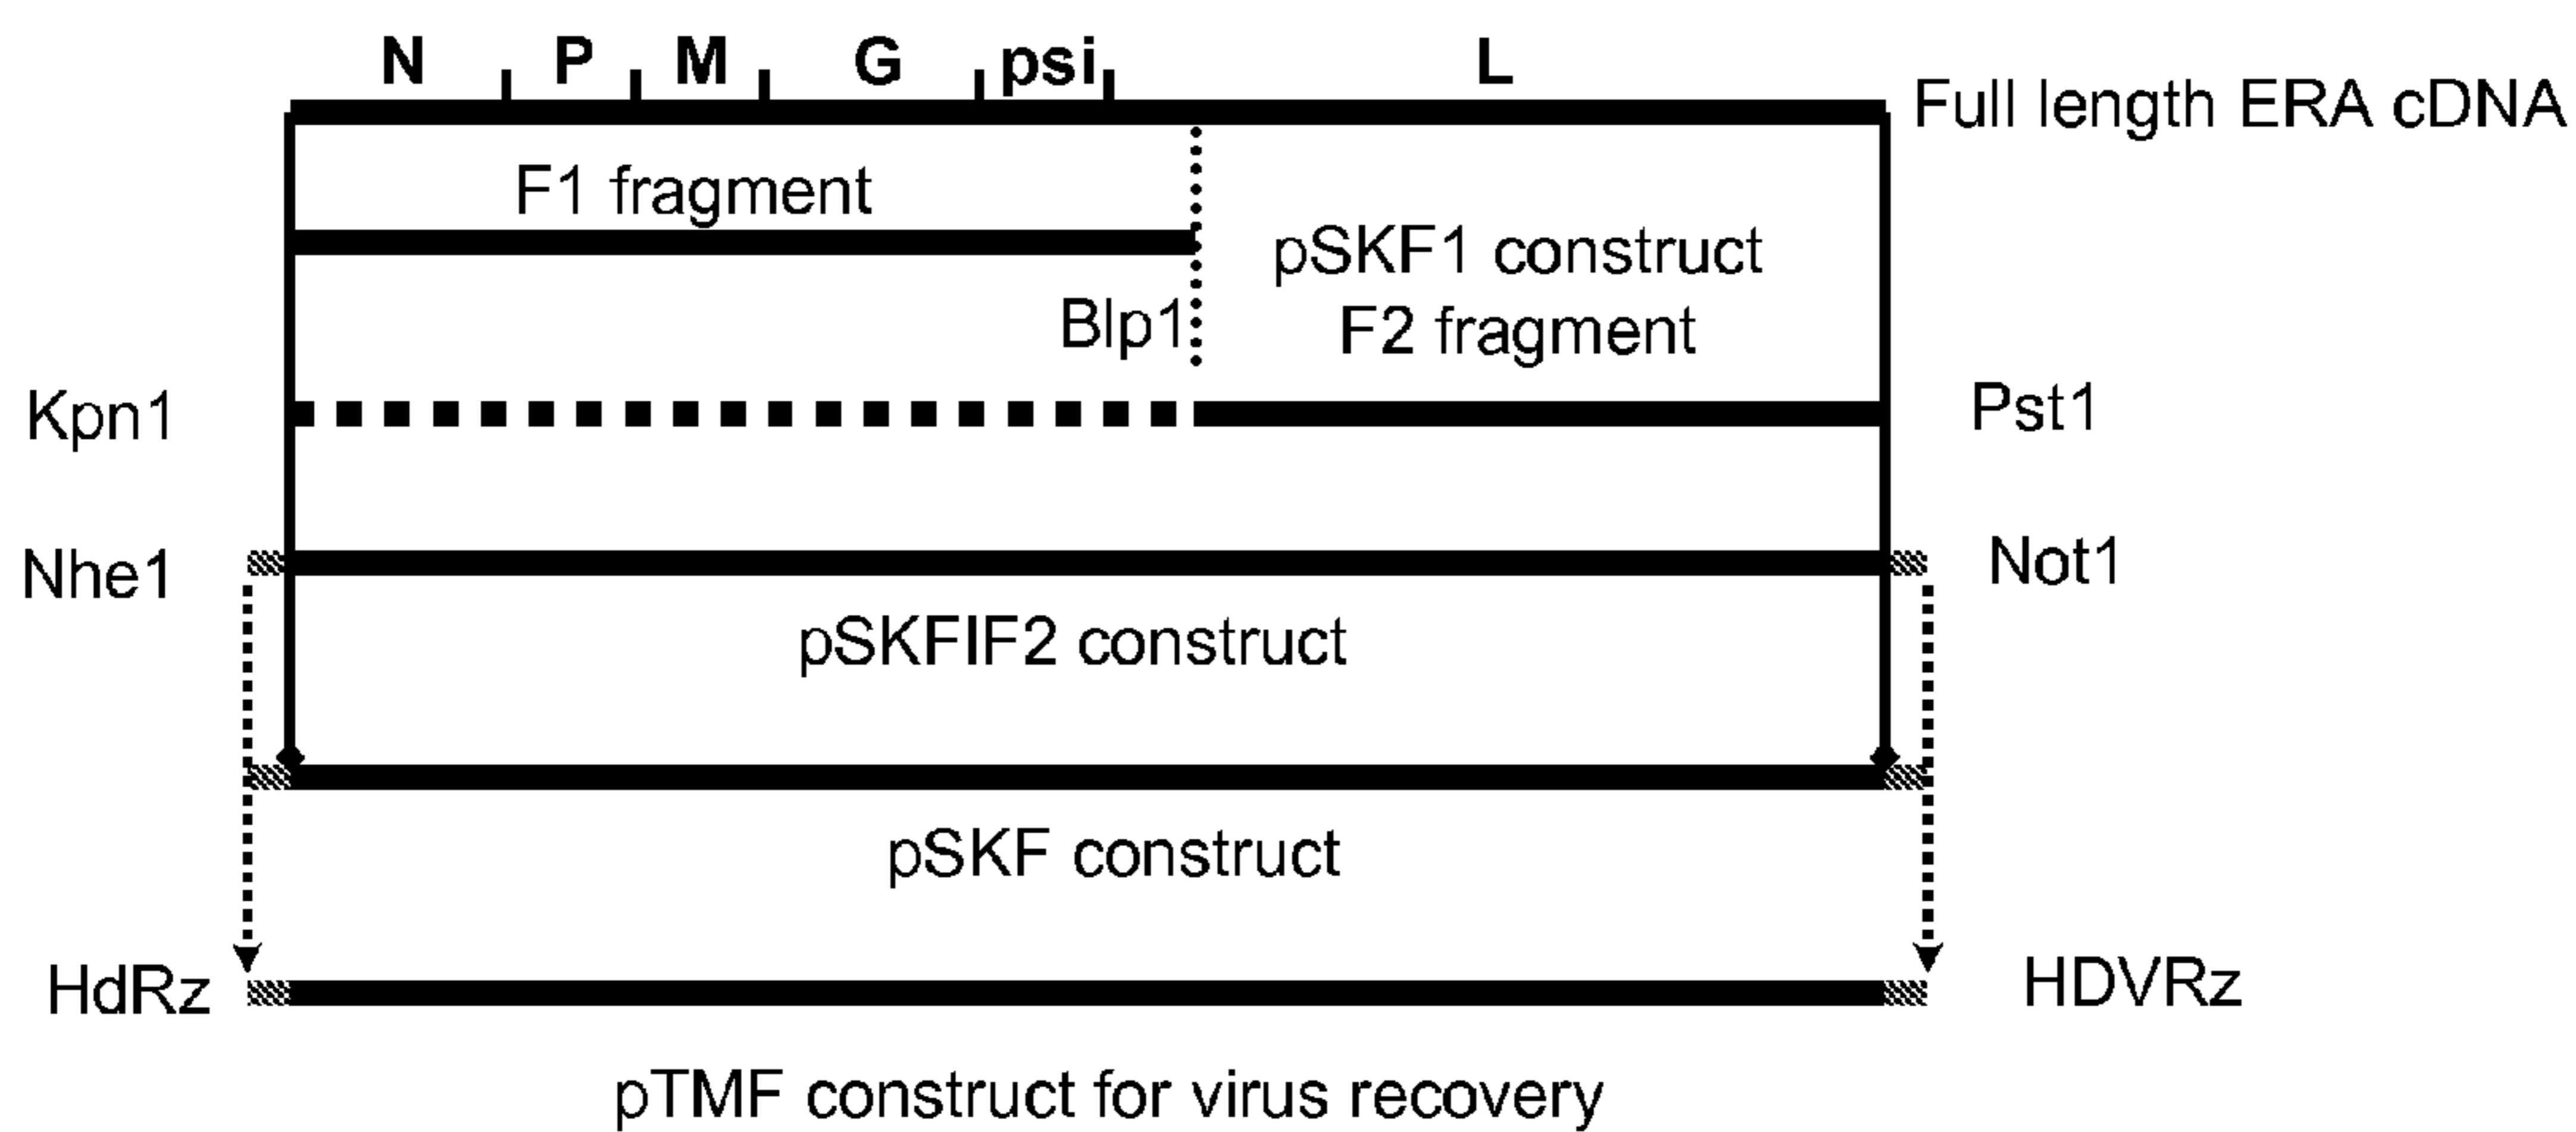 N P M G psi L
Full length ERA cDNA
F1 fragment
pSKF1 construct
Blp1
F2 fragment
Kpn1
Pst1
Nhe1
Not1
pSKFIF2 construct
pSKF construct
HdRz
HDVRz
pTMF construct for virus recovery